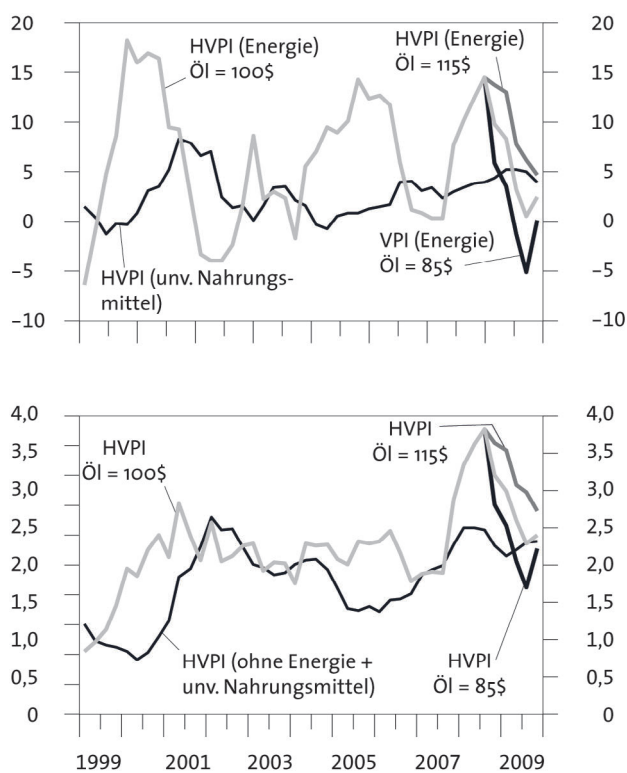 20
15
10
5
0
−5
−10
20
15
10
5
0
−5
−10
HVPI (Energie)
Öl = 100$
HVPI (Energie)
Öl = 115$
VPI (Energie)
Öl = 85$
HVPI (unv. Nahrungs-
mittel)
4,0
3,5
3,0
2,5
2,0
1,5
1,0
0,5
0
4,0
3,5
3,0
2,5
2,0
1,5
1,0
0,5
0
HVPI
Öl = 100$
HVPI
Öl = 115$
HVPI (ohne Energie +
unv. Nahrungsmittel)
HVPI
Öl = 85$
1999 2001 2003 2005 2007 2009